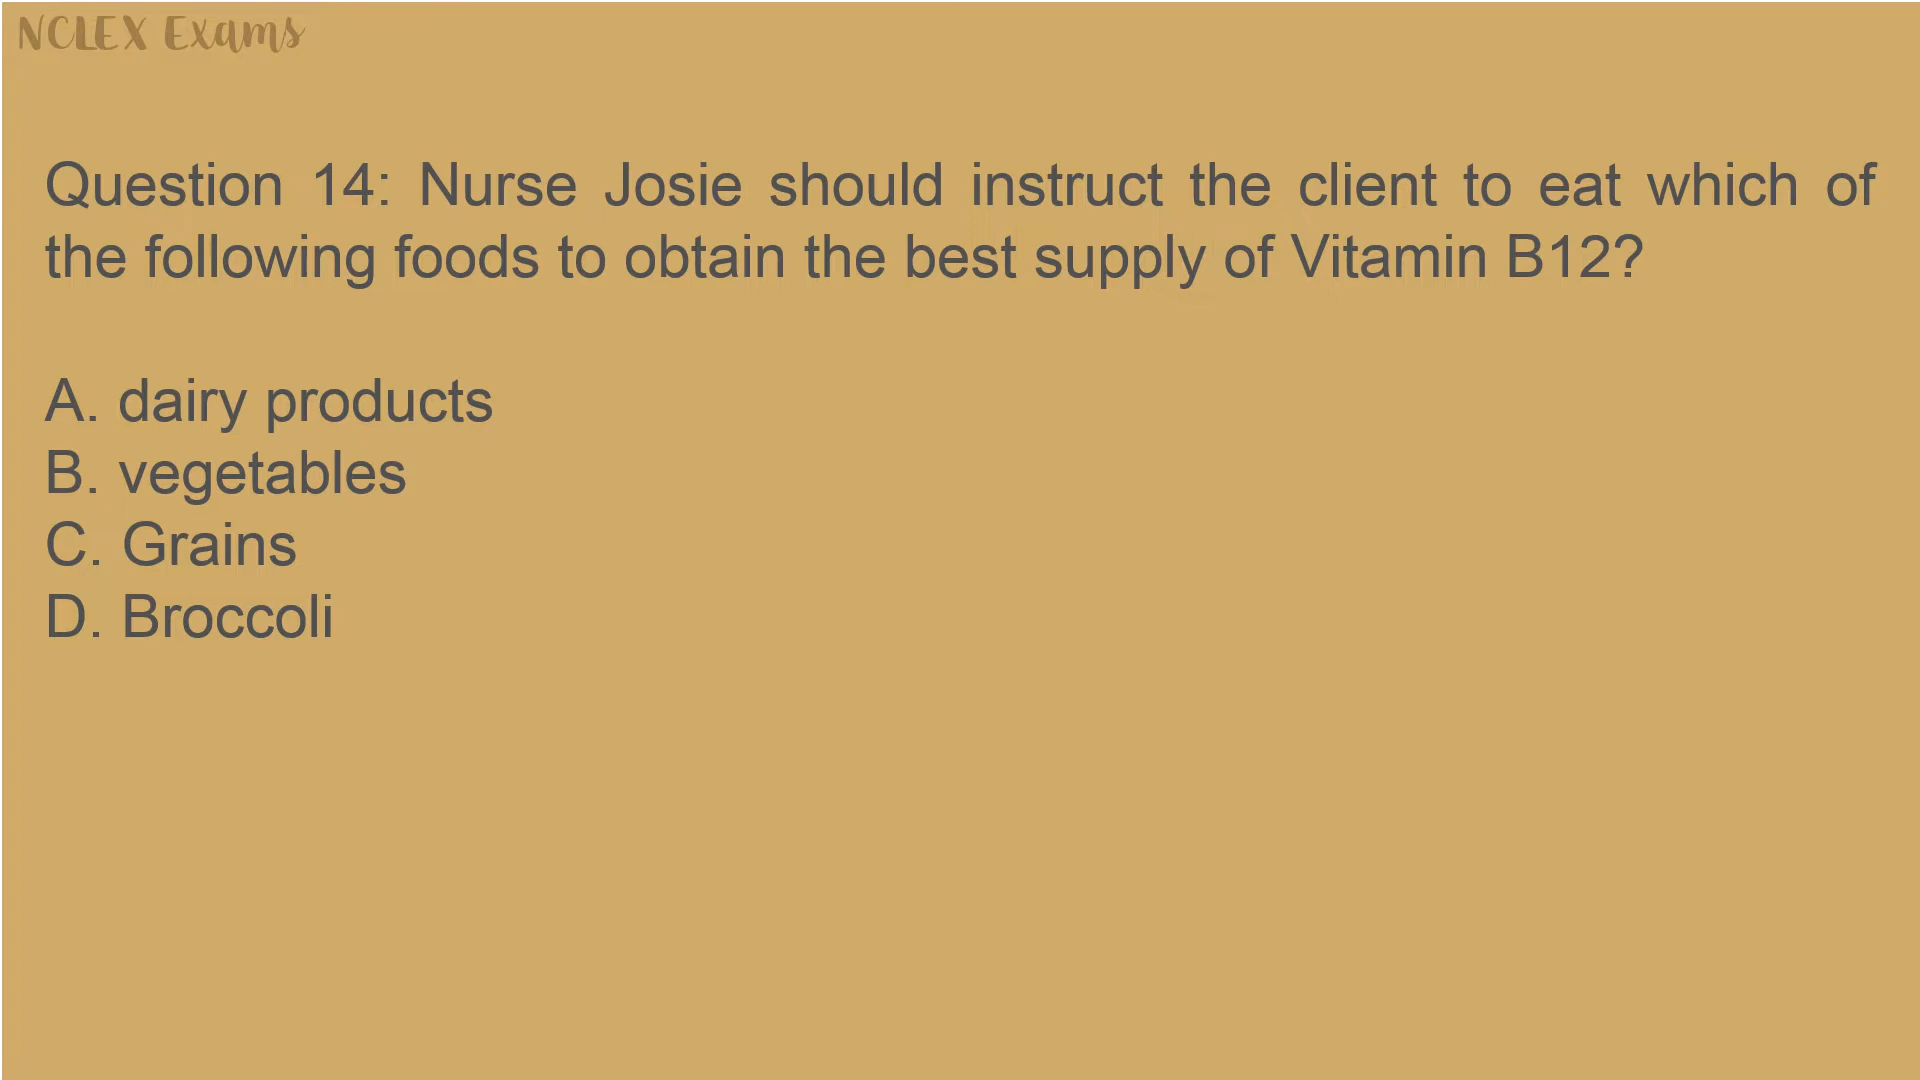 NCLEX Exams
Question 14: Nurse Josie should instruct the client to eat which of
the following foods to obtain the best supply of Vitamin B12?
A. dairy products
B. vegetables
C. Grains
D. Broccoli